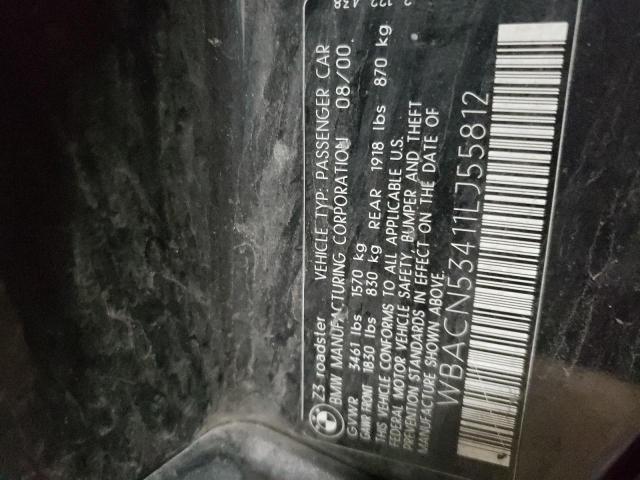 Z3 roadster VEHICLE TYP: PASSENGER CAR
BMW MANUFACTURING CORPORATION 08/00
GVWR 3461 lbs 1570 kg
GAWR FRONT 1830 lbs 830 kg REAR 1918 lbs 870 kg
THIS VEHICLE CONFORMS TO ALL APPLICABLE U.S.
FEDERAL MOTOR VEHICLE SAFETY, BUMPER AND THEFT
PREVENTION STANDARDS IN EFFECT ON THE DATE OF
MANUFACTURE SHOWN ABOVE.
WBACN53411LJ55812